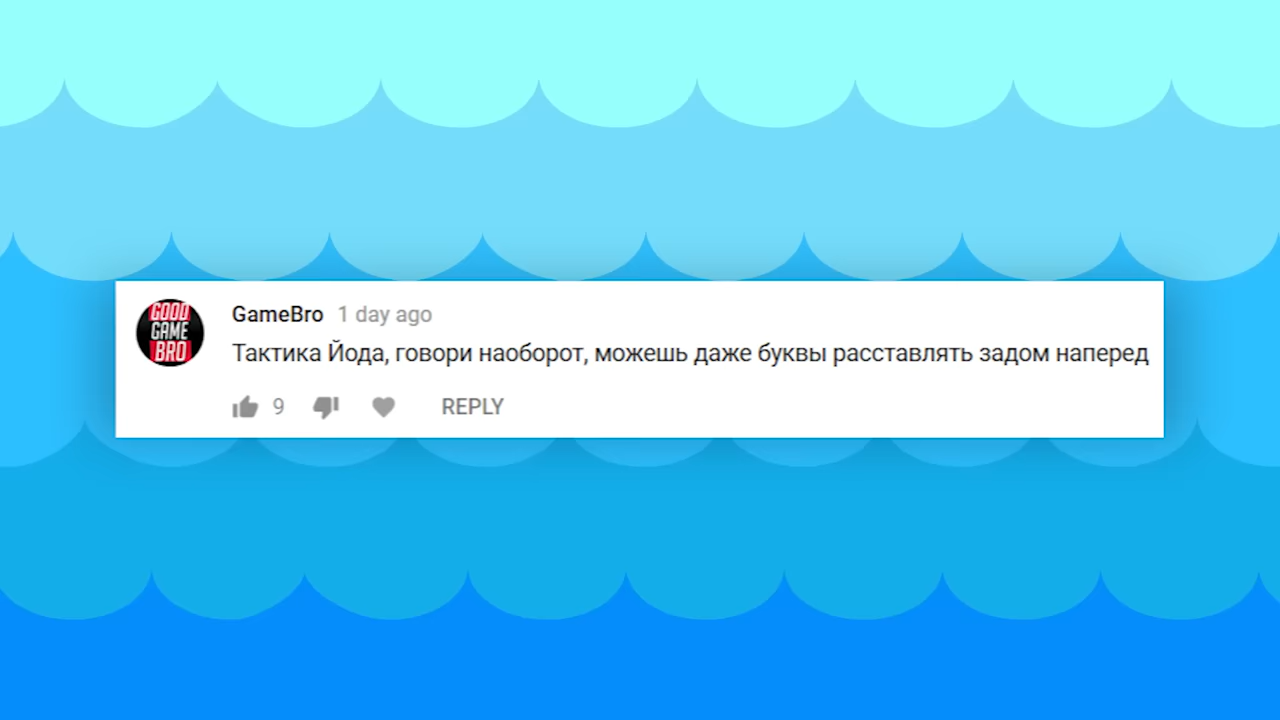 GOOD
GAME
BRO
GameBro 1 day ago
Тактика Йода, говори наоборот, можешь даже буквы расставлять задом наперед
9 REPLY